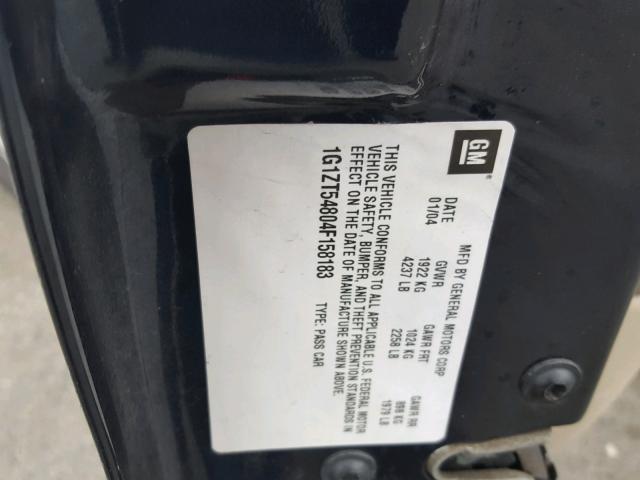 GM
MFD BY GENERAL MOTORS CORP
DATE GVWR GAWR FRT GAWR RR
01/04 1922 KG 1024 KG 898 KG
4237 LB 2258 LB 1979 LB
THIS VEHICLE CONFORMS TO ALL APPLICABLE U.S. FEDERAL MOTOR
VEHICLE SAFETY, BUMPER, AND THEFT PREVENTION STANDARDS IN
EFFECT ON THE DATE OF MANUFACTURE SHOWN ABOVE.
1G1ZT54804F158183 TYPE: PASS CAR